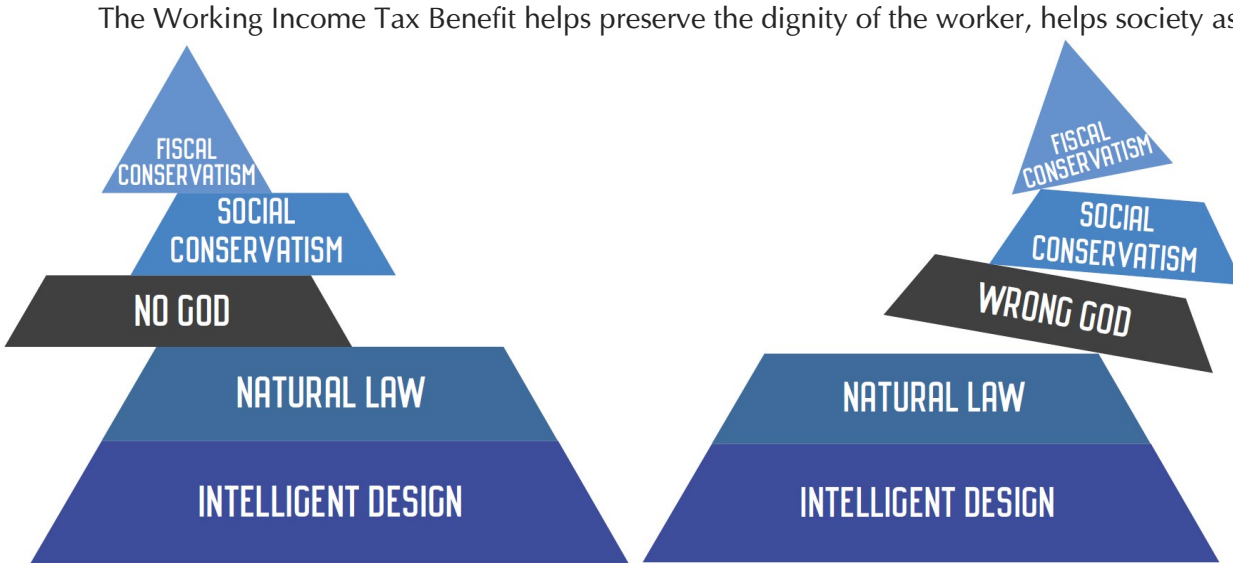 The Working Income Tax Benefit helps preserve the dignity of the worker, helps society as
FISCAL
CONSERVATISM
SOCIAL
CONSERVATISM
NO GOD
NATURAL LAW
INTELLIGENT DESIGN
FISCAL
CONSERVATISM
SOCIAL
CONSERVATISM
WRONG GOD
NATURAL LAW
INTELLIGENT DESIGN